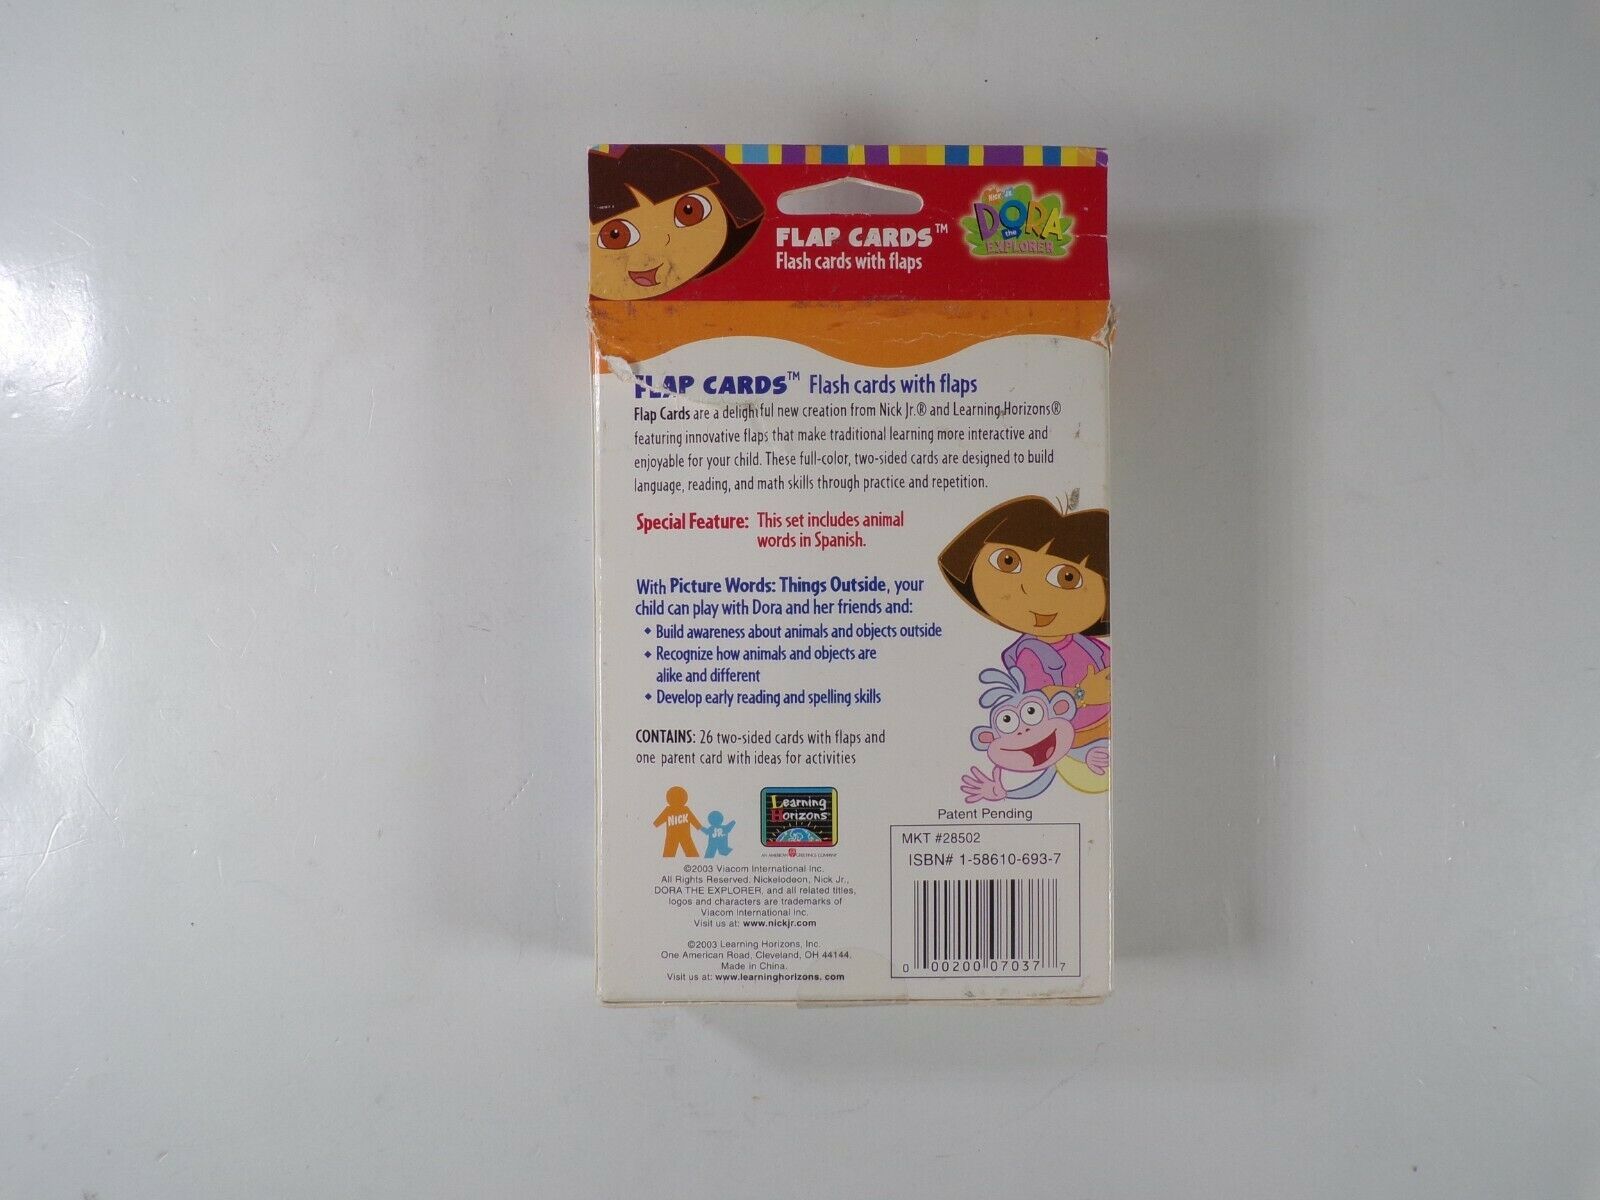 FLAP CARDS™
Flash cards with flaps
NICK JR.
DORA
the
EXPLORER
FLAP CARDS™ Flash cards with flaps
Flap Cards are a delightful new creation from Nick Jr.® and Learning Horizons®
featuring innovative flaps that make traditional learning more interactive and
enjoyable for your child. These full-color, two-sided cards are designed to build
language, reading, and math skills through practice and repetition.
Special Feature: This set includes animal
words in Spanish.
With Picture Words: Things Outside, your
child can play with Dora and her friends and:
• Build awareness about animals and objects outside
• Recognize how animals and objects are
alike and different
• Develop early reading and spelling skills
CONTAINS: 26 two-sided cards with flaps and
one parent card with ideas for activities
NICK JR.
Learning
Horizons®
AN AMERICAN GREETINGS COMPANY
©2003 Viacom International Inc.
All Rights Reserved. Nickelodeon, Nick Jr.,
DORA THE EXPLORER, and all related titles,
logos and characters are trademarks of
Viacom International Inc.
Visit us at: www.nickjr.com
©2003 Learning Horizons, Inc.
One American Road, Cleveland, OH 44144.
Made in China.
Visit us at: www.learninghorizons.com
Patent Pending
MKT #28502
ISBN# 1-58610-693-7
0 00200 07037 7